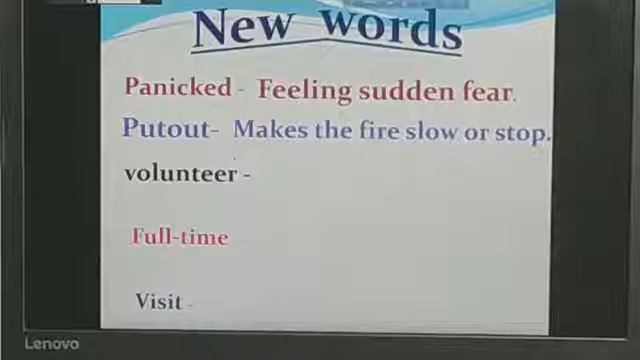 New words
Panicked - Feeling sudden fear.
Putout- Makes the fire slow or stop.
volunteer -
Full-time
Visit -
Lenovo